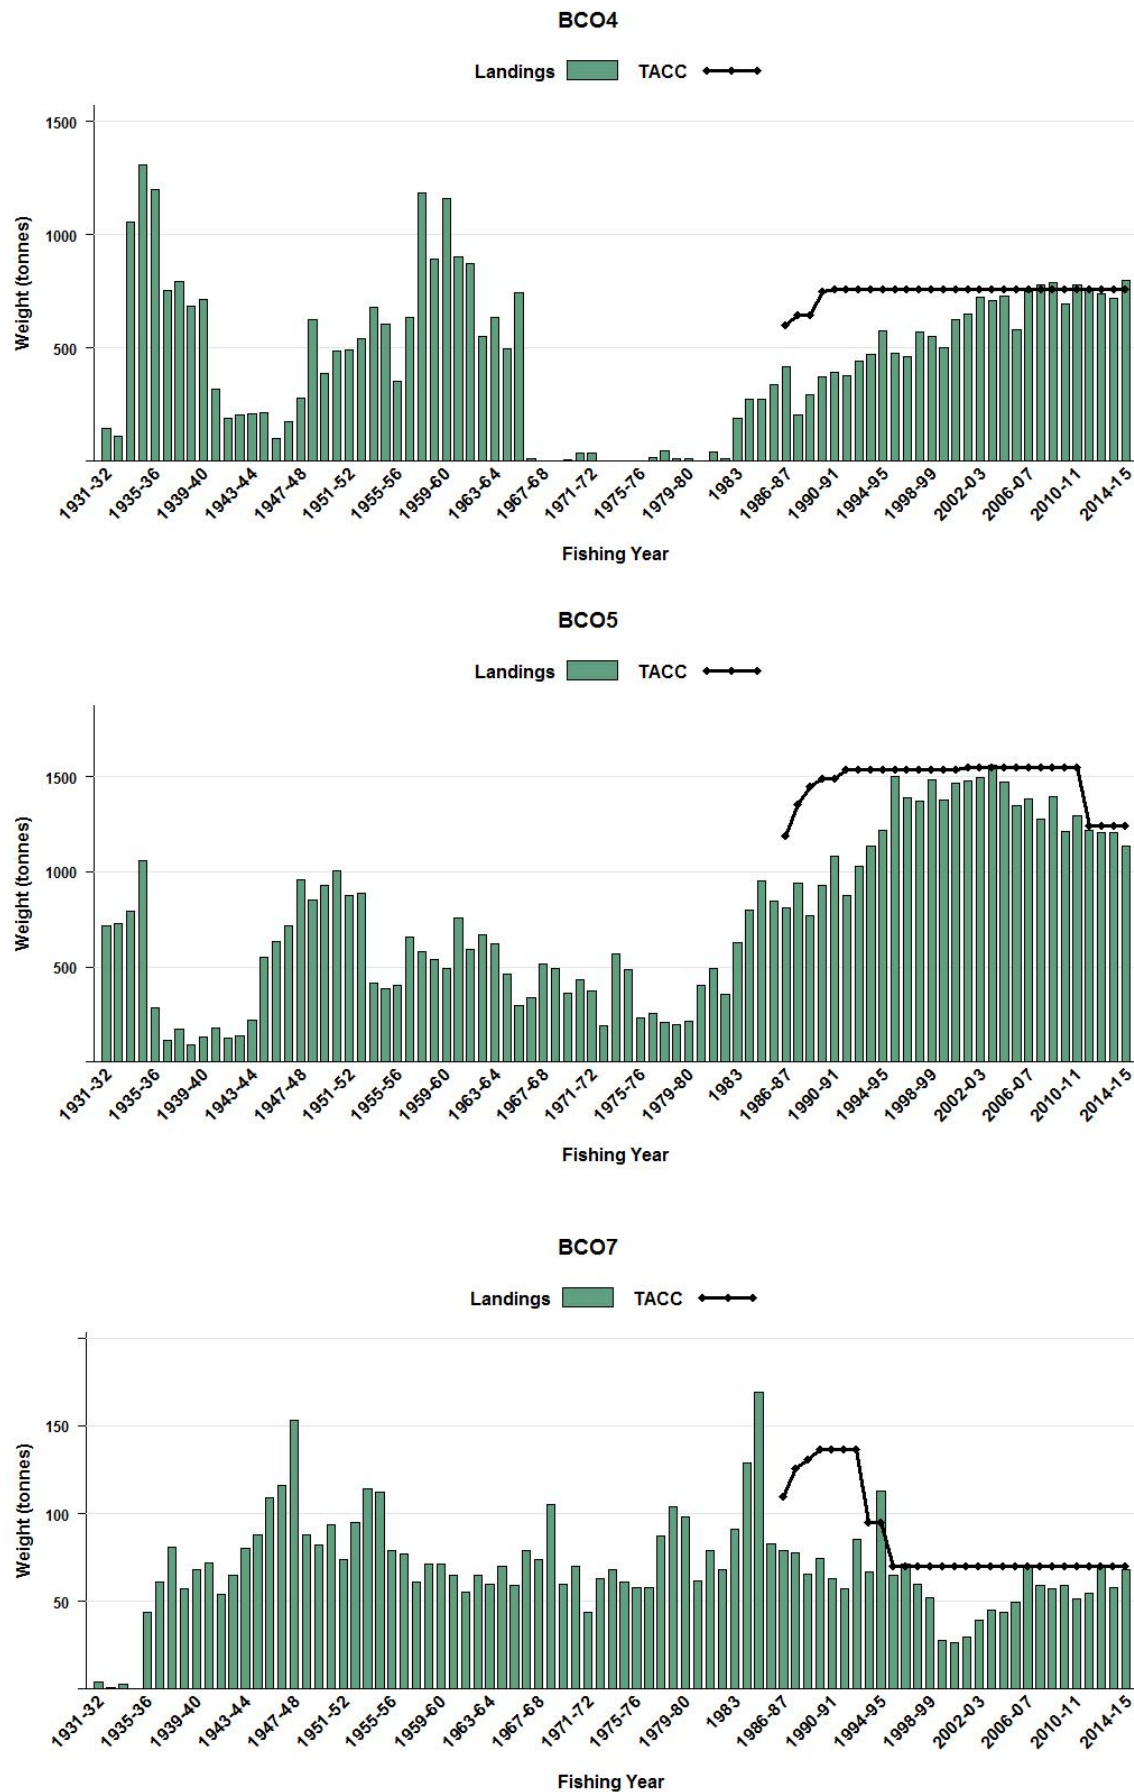 BCO4
Landings TACC
1500
1000
500
Weight (tonnes)
1931-32 1935-36 1939-40 1943-44 1947-48 1951-52 1955-56 1959-60 1963-64 1967-68 1971-72 1975-76 1979-80 1983 1986-87 1990-91 1994-95 1998-99 2002-03 2006-07 2010-11 2014-15
Fishing Year
BCO5
Landings TACC
1500
1000
500
Weight (tonnes)
1931-32 1935-36 1939-40 1943-44 1947-48 1951-52 1955-56 1959-60 1963-64 1967-68 1971-72 1975-76 1979-80 1983 1986-87 1990-91 1994-95 1998-99 2002-03 2006-07 2010-11 2014-15
Fishing Year
BCO7
Landings TACC
150
100
50
Weight (tonnes)
1931-32 1935-36 1939-40 1943-44 1947-48 1951-52 1955-56 1959-60 1963-64 1967-68 1971-72 1975-76 1979-80 1983 1986-87 1990-91 1994-95 1998-99 2002-03 2006-07 2010-11 2014-15
Fishing Year